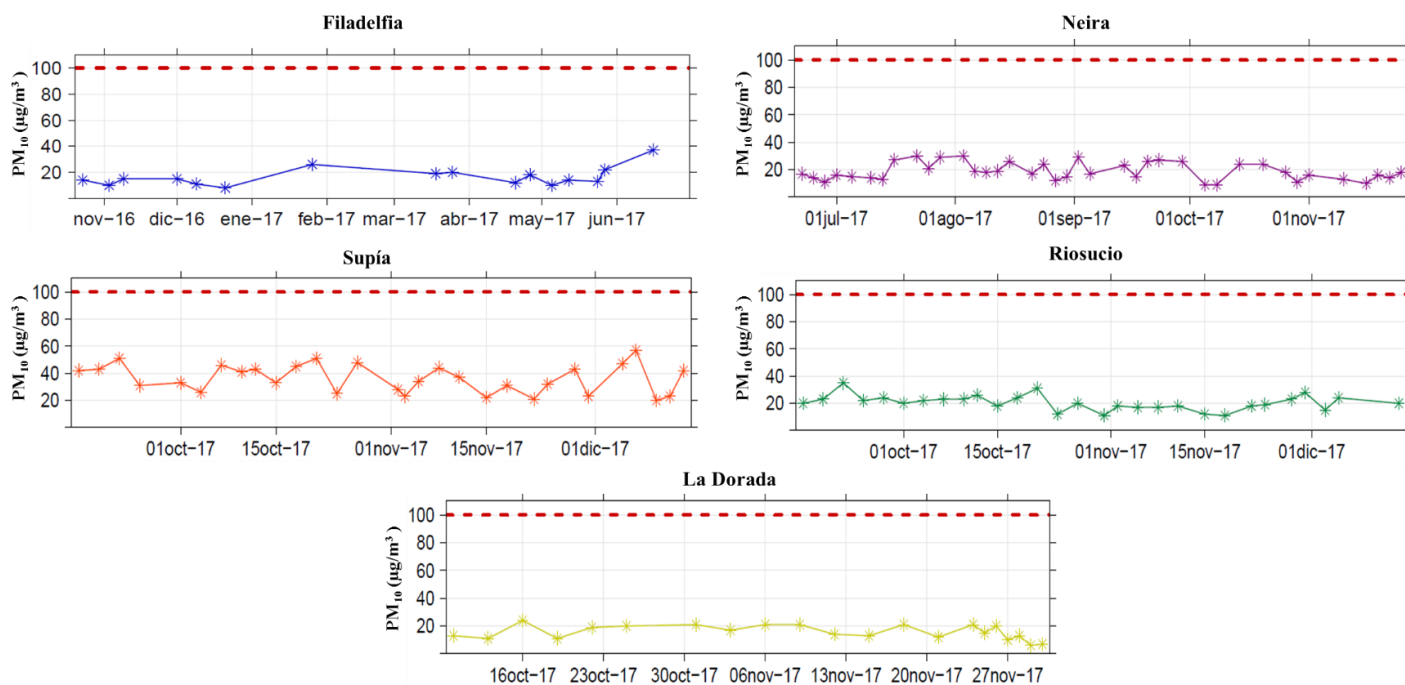 Filadelfia
PM₁₀ (µg/m³)
100
80
60
40
20
nov−16 dic−16 ene−17 feb−17 mar−17 abr−17 may−17 jun−17
Neira
PM₁₀ (µg/m³)
100
80
60
40
20
01jul−17 01ago−17 01sep−17 01oct−17 01nov−17
Supía
PM₁₀ (µg/m³)
100
80
60
40
20
01oct−17 15oct−17 01nov−17 15nov−17 01dic−17
Riosucio
PM₁₀ (µg/m³)
100
80
60
40
20
01oct−17 15oct−17 01nov−17 15nov−17 01dic−17
La Dorada
PM₁₀ (µg/m³)
100
80
60
40
20
16oct−17 23oct−17 30oct−17 06nov−17 13nov−17 20nov−17 27nov−17